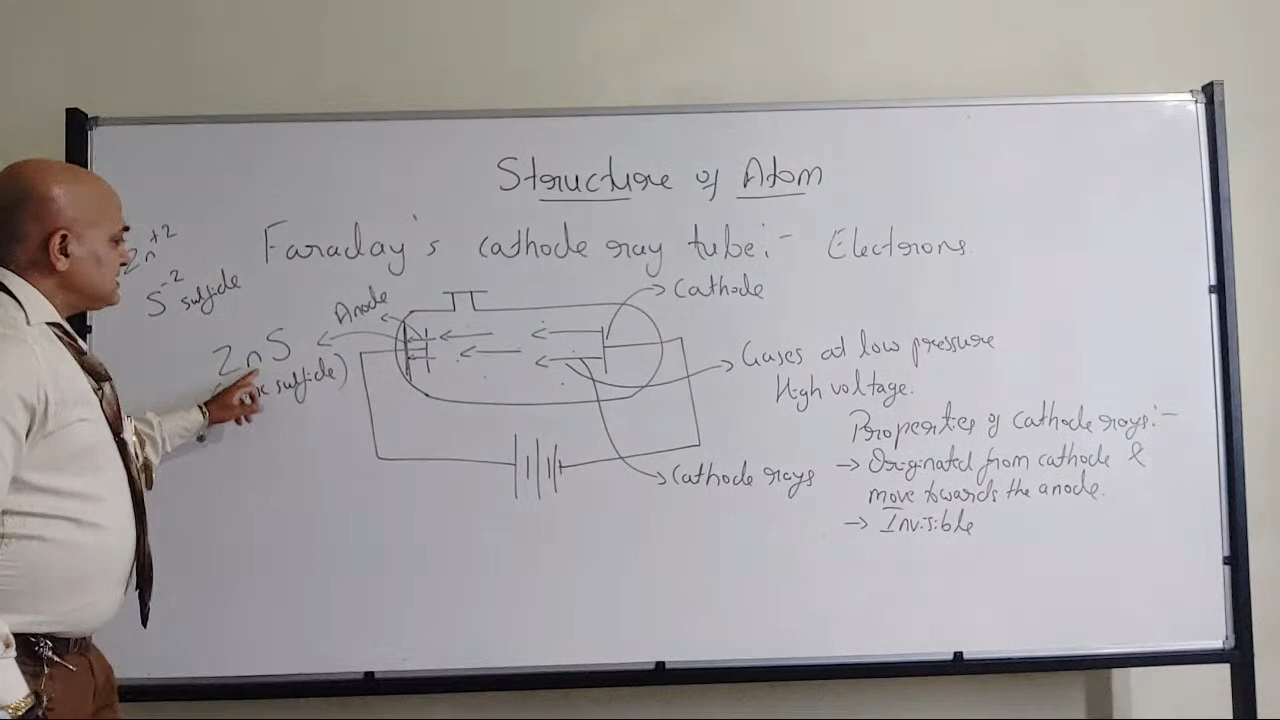 Structure of Atom
Faraday's cathode ray tube:- Electrons
Zn+2
S-2 sulfide
Anode
Cathode
ZnS
sulfide)
Gases at low pressure
High voltage.
Cathode rays
Properties of cathode rays:-
→ Originated from cathode &
move towards the anode.
→ Invisible